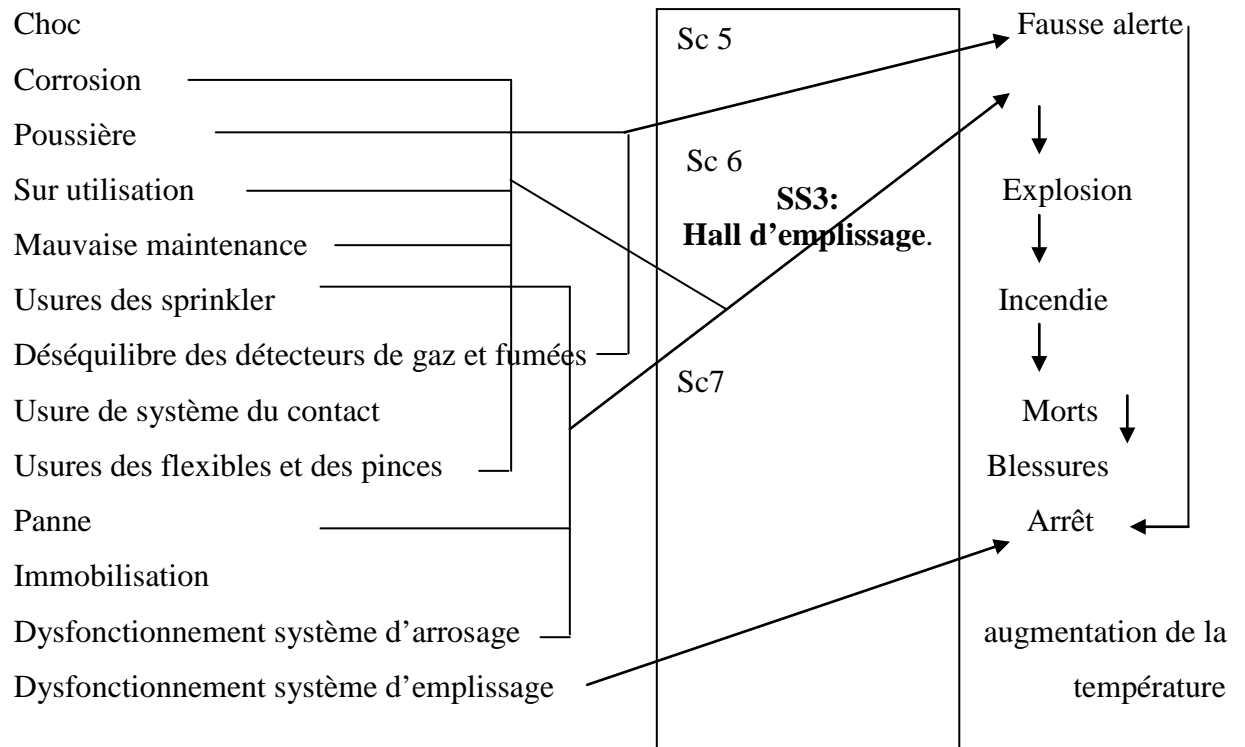 Choc
Corrosion
Poussière
Sur utilisation
Mauvaise maintenance
Usures des sprinkler
Déséquilibre des détecteurs de gaz et fumées
Usure de système du contact
Usures des flexibles et des pinces
Panne
Immobilisation
Dysfonctionnement système d’arrosage
Dysfonctionnement système d’emplissage
Sc 5
Sc 6
SS3:
Hall d’emplissage.
Sc7
Fausse alerte
Explosion
Incendie
Morts
Blessures
Arrêt
augmentation de la
température